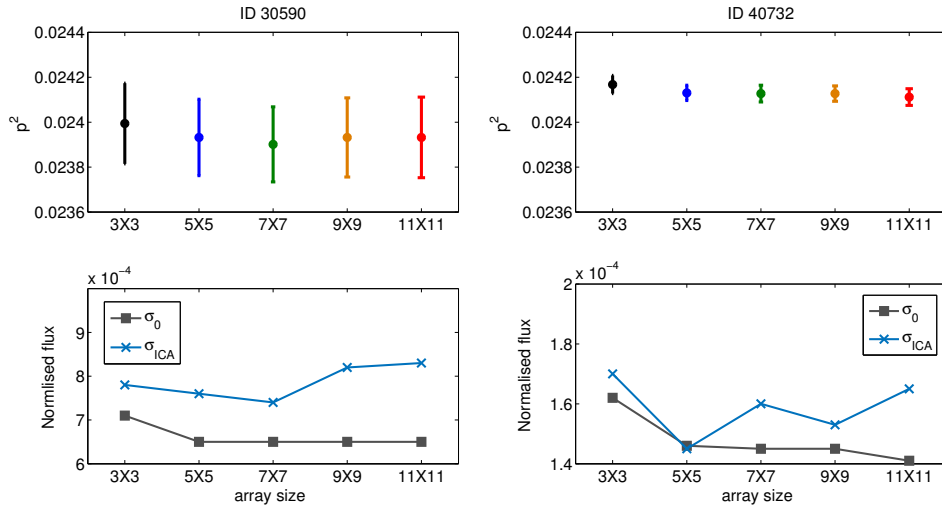 ID 30590
0.0244
0.0242
0.024
0.0238
0.0236
p²
3X3 5X5 7X7 9X9 11X11
ID 40732
0.0244
0.0242
0.024
0.0238
0.0236
p²
3X3 5X5 7X7 9X9 11X11
x 10⁻⁴
9
8
7
6
Normlised flux
σ₀
σ_ICA
3X3 5X5 7X7 9X9 11X11
array size
x 10⁻⁴
2
1.8
1.6
1.4
Normalised flux
σ₀
σ_ICA
3X3 5X5 7X7 9X9 11X11
array size